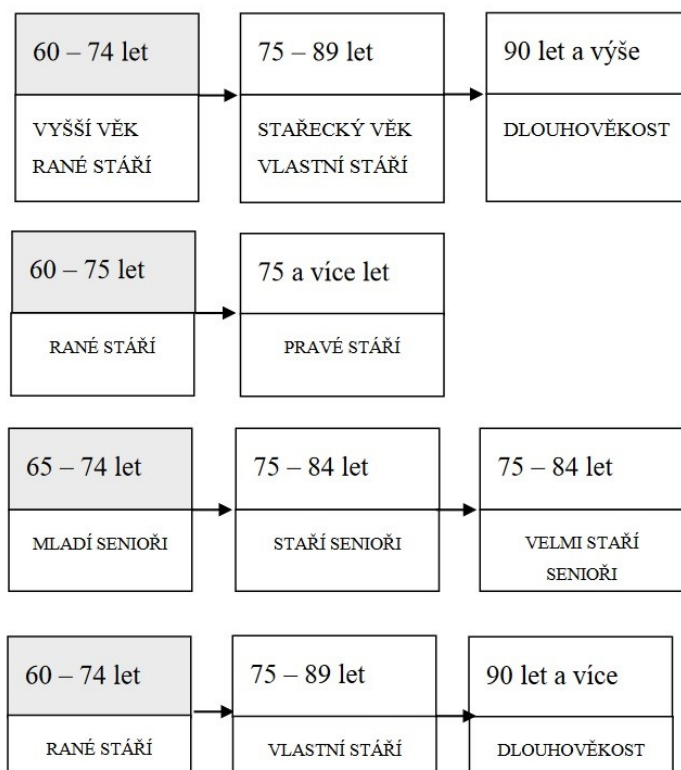 60 – 74 let
75 – 89 let
90 let a výše
VYŠŠÍ VĚK
RANÉ STÁŘÍ
STAŘECKÝ VĚK
VLASTNÍ STÁŘÍ
DLOUHOVĚKOST
60 – 75 let
75 a více let
RANÉ STÁŘÍ
PRAVÉ STÁŘÍ
65 – 74 let
75 – 84 let
75 – 84 let
MLADÍ SENIOŘI
STAŘÍ SENIOŘI
VELMI STAŘÍ
SENIOŘI
60 – 74 let
75 – 89 let
90 let a více
RANÉ STÁŘÍ
VLASTNÍ STÁŘÍ
DLOUHOVĚKOST